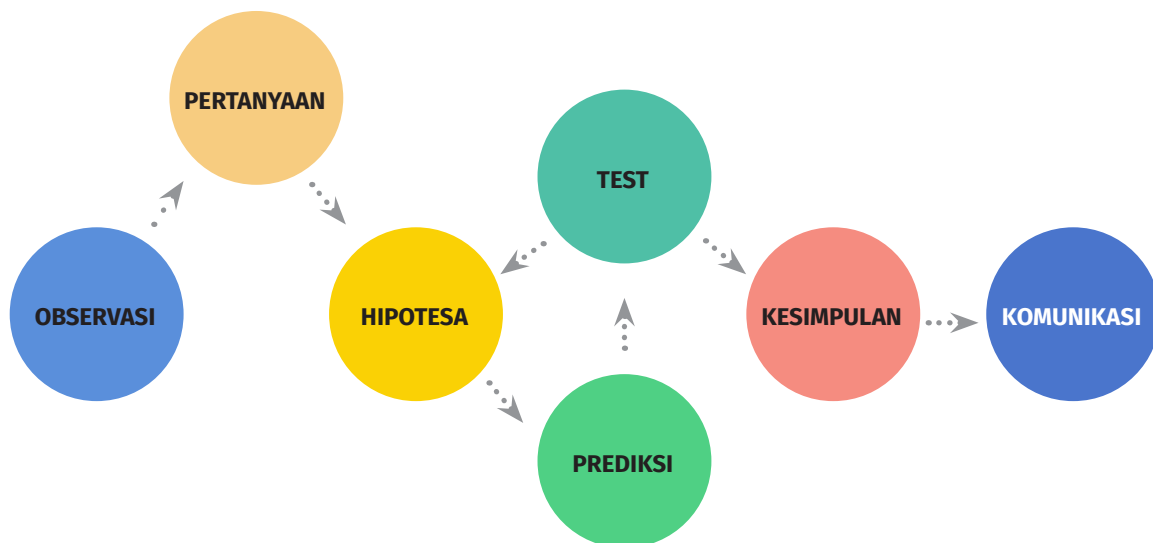 OBSERVASI
PERTANYAAN
HIPOTESA
PREDIKSI
TEST
KESIMPULAN
KOMUNIKASI